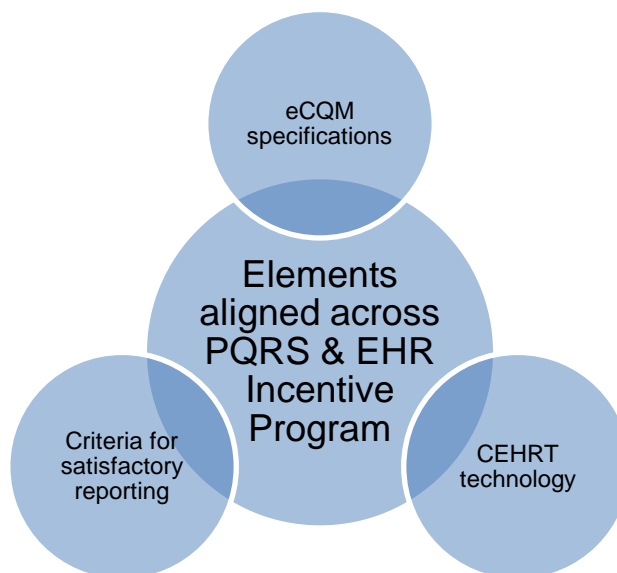 eCQM
specifications
Elements
aligned across
PQRS & EHR
Incentive
Program
Criteria for
satisfactory
reporting
CEHRT
technology